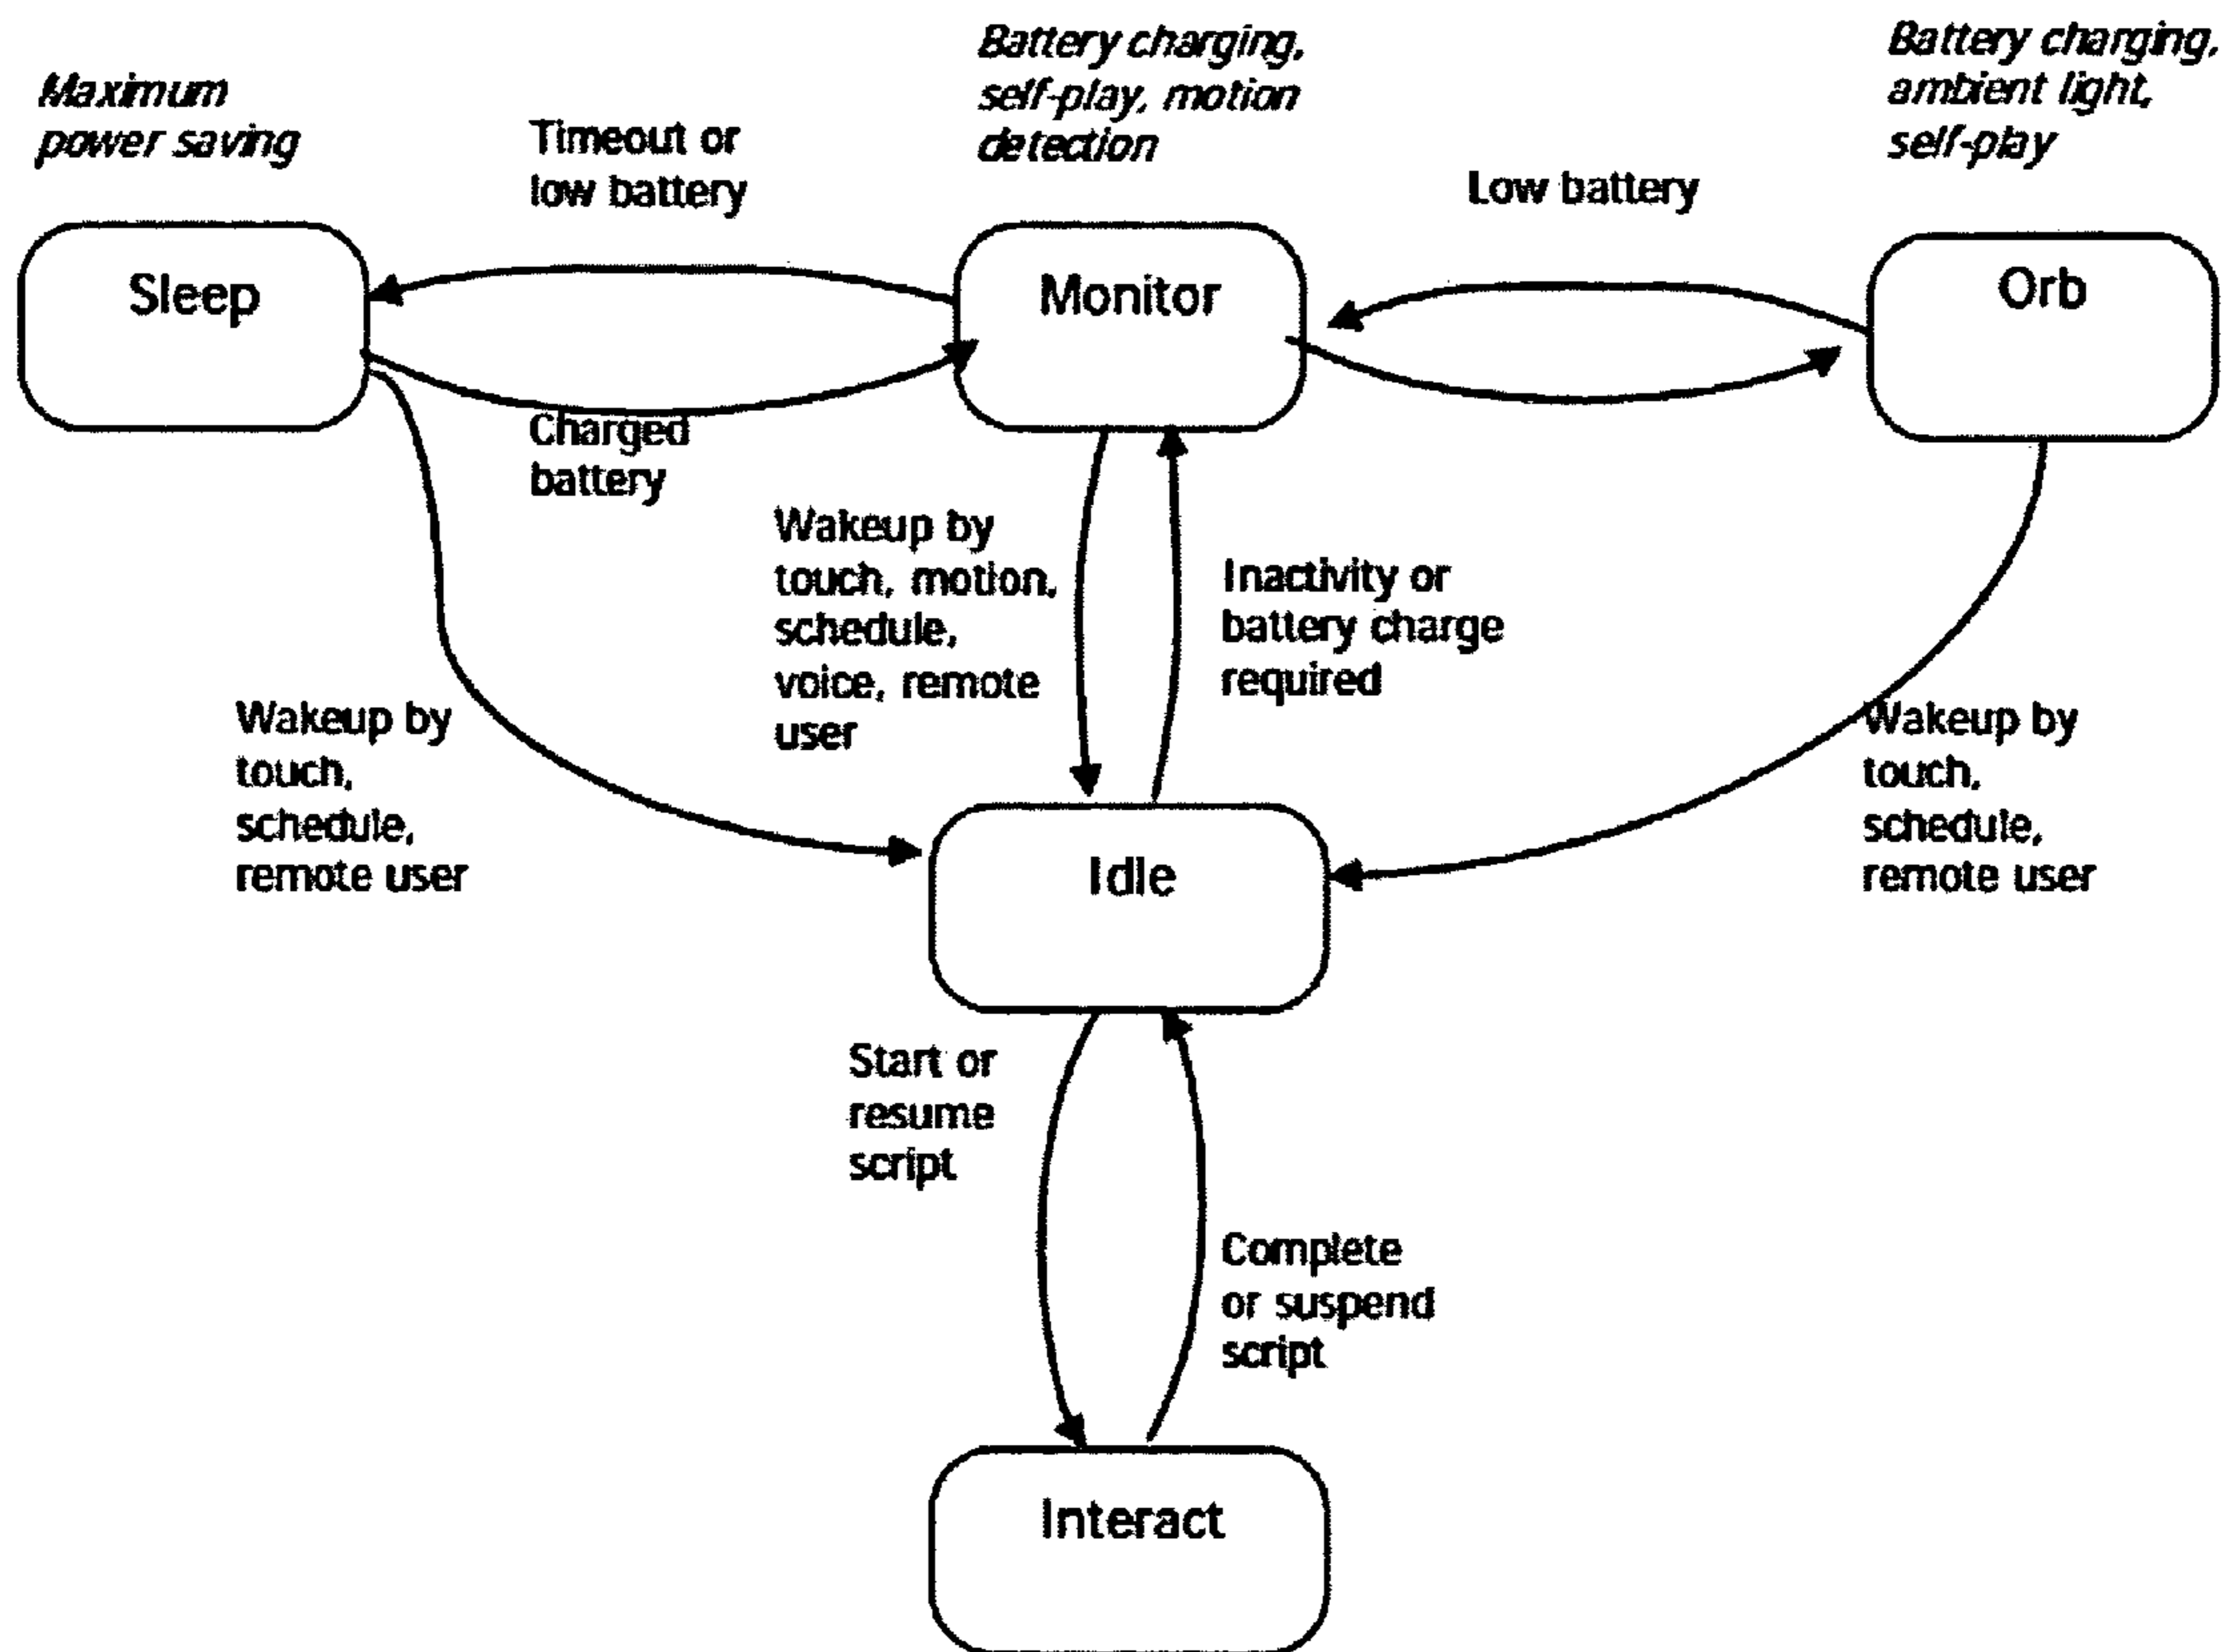 Maximum
power saving
Timeout or
low battery
Battery charging,
self-play, motion
detection
Low battery
Battery charging,
ambient light,
self-play
Sleep
Monitor
Orb
Charged
battery
Wakeup by
touch, motion,
schedule,
voice, remote
user
Inactivity or
battery charge
required
Wakeup by
touch,
schedule,
remote user
Wakeup by
touch,
schedule,
remote user
Idle
Start or
resume
script
Complete
or suspend
script
Interact